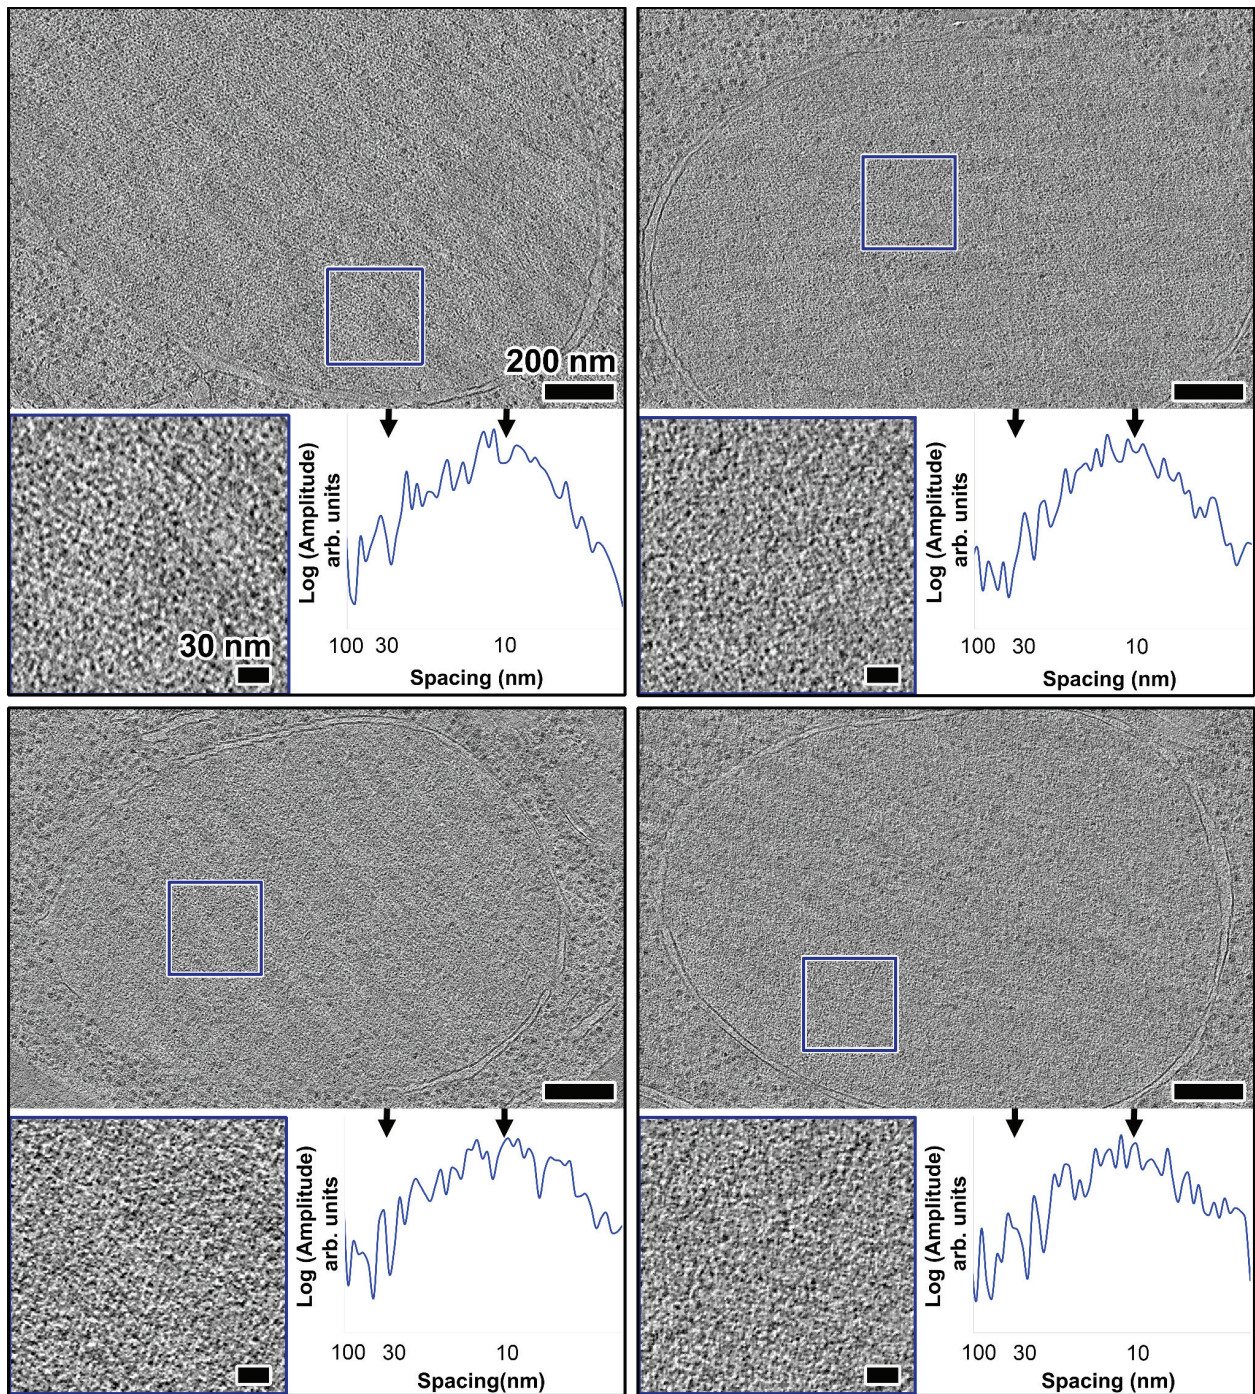 200 nm
30 nm
Log (Amplitude)
arb. units
100 30 10
Spacing (nm)
Log (Amplitude)
arb. units
100 30 10
Spacing (nm)
Log (Amplitude)
arb. units
100 30 10
Spacing(nm)
Log (Amplitude)
arb. units
100 30 10
Spacing (nm)